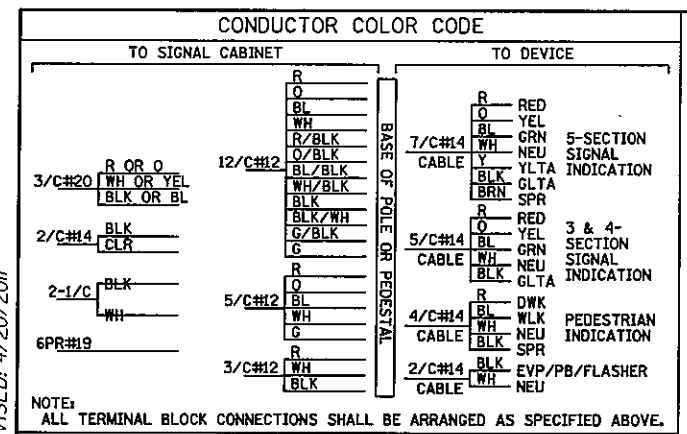 CONDUCTOR COLOR CODE
TO SIGNAL CABINET
TO DEVICE
3/C#20
R OR O
WH OR YEL
BLK OR BL
2/C#14
BLK
CLR
2-1/C
BLK
WH
6PR#19
12/C#12
R
O
BL
WH
R/BLK
O/BLK
BL/BLK
WH/BLK
BLK
BLK/WH
G/BLK
G
5/C#12
R
O
BL
WH
G
3/C#12
R
WH
BLK
BASE OF POLE OR PEDESTAL
7/C#14
CABLE
R RED
O YEL
BL GRN
WH NEU
Y YLTA
BLK GLTA
BRN SPR
5-SECTION
SIGNAL
INDICATION
5/C#14
CABLE
R RED
O YEL
BL GRN
WH NEU
BLK GLTA
3 & 4-
SECTION
SIGNAL
INDICATION
4/C#14
CABLE
R DWK
BL WLK
WH NEU
BLK SPR
PEDESTRIAN
INDICATION
2/C#14
CABLE
BLK EVP/PB/FLASHER
WH NEU
NOTE:
ALL TERMINAL BLOCK CONNECTIONS SHALL BE ARRANGED AS SPECIFIED ABOVE.
4/20/2011